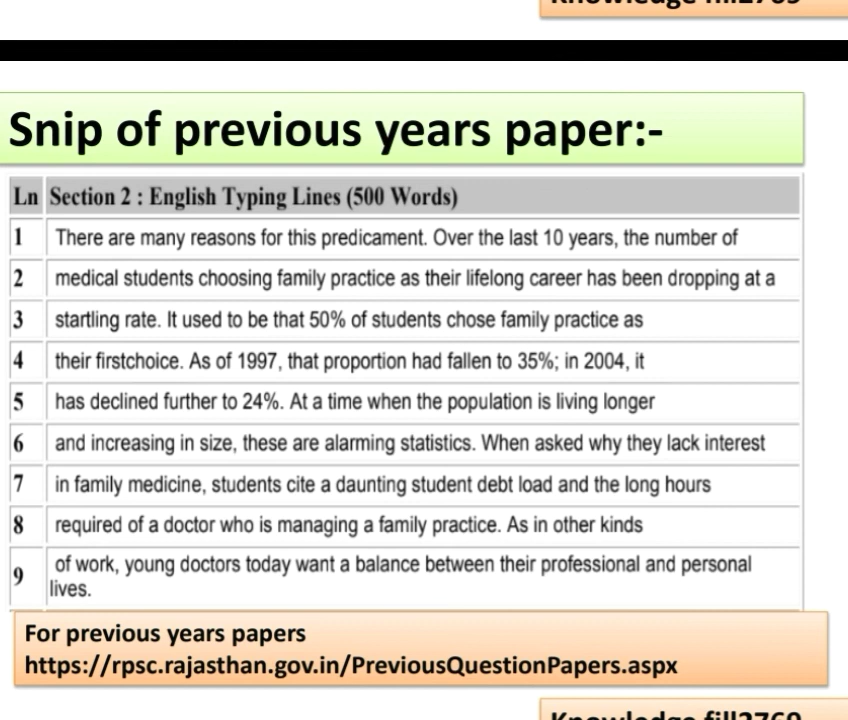 Snip of previous years paper:-
Ln Section 2 : English Typing Lines (500 Words)
1 There are many reasons for this predicament. Over the last 10 years, the number of
2 medical students choosing family practice as their lifelong career has been dropping at a
3 startling rate. It used to be that 50% of students chose family practice as
4 their firstchoice. As of 1997, that proportion had fallen to 35%; in 2004, it
5 has declined further to 24%. At a time when the population is living longer
6 and increasing in size, these are alarming statistics. When asked why they lack interest
7 in family medicine, students cite a daunting student debt load and the long hours
8 required of a doctor who is managing a family practice. As in other kinds
9 of work, young doctors today want a balance between their professional and personal
lives.
For previous years papers
https://rpsc.rajasthan.gov.in/PreviousQuestionPapers.aspx